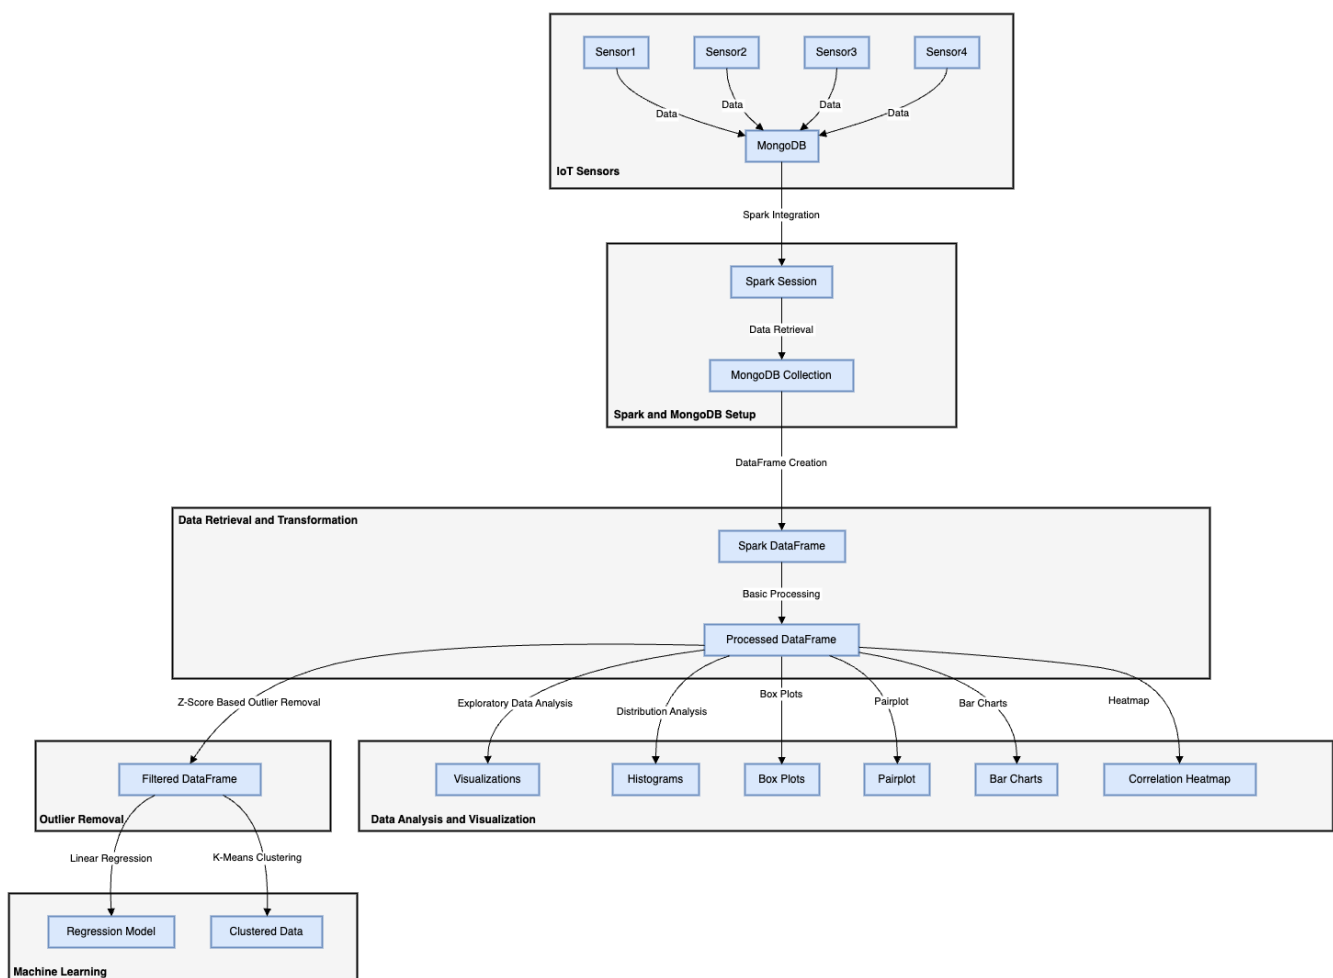 Sensor1
Sensor2
Sensor3
Sensor4
Data
Data
Data
Data
MongoDB
IoT Sensors
Spark Integration
Spark Session
Data Retrieval
MongoDB Collection
Spark and MongoDB Setup
DataFrame Creation
Data Retrieval and Transformation
Spark DataFrame
Basic Processing
Processed DataFrame
Z-Score Based Outlier Removal
Exploratory Data Analysis
Distribution Analysis
Box Plots
Pairplot
Bar Charts
Heatmap
Filtered DataFrame
Outlier Removal
Visualizations
Histograms
Box Plots
Pairplot
Bar Charts
Correlation Heatmap
Data Analysis and Visualization
Linear Regression
K-Means Clustering
Regression Model
Clustered Data
Machine Learning